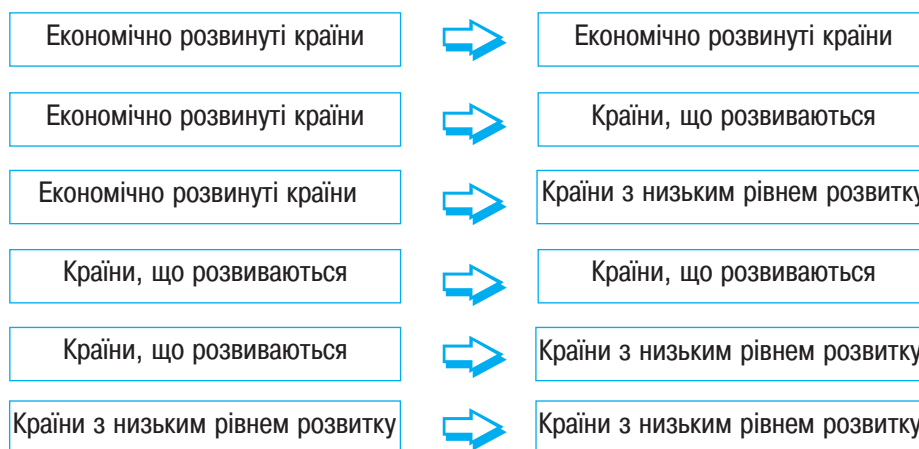 Економічно розвинуті країни Економічно розвинуті країни
Економічно розвинуті країни Країни, що розвиваються
Економічно розвинуті країни Країни з низьким рівнем розвитку
Країни, що розвиваються Країни, що розвиваються
Країни, що розвиваються Країни з низьким рівнем розвитку
Країни з низьким рівнем розвитку Країни з низьким рівнем розвитку